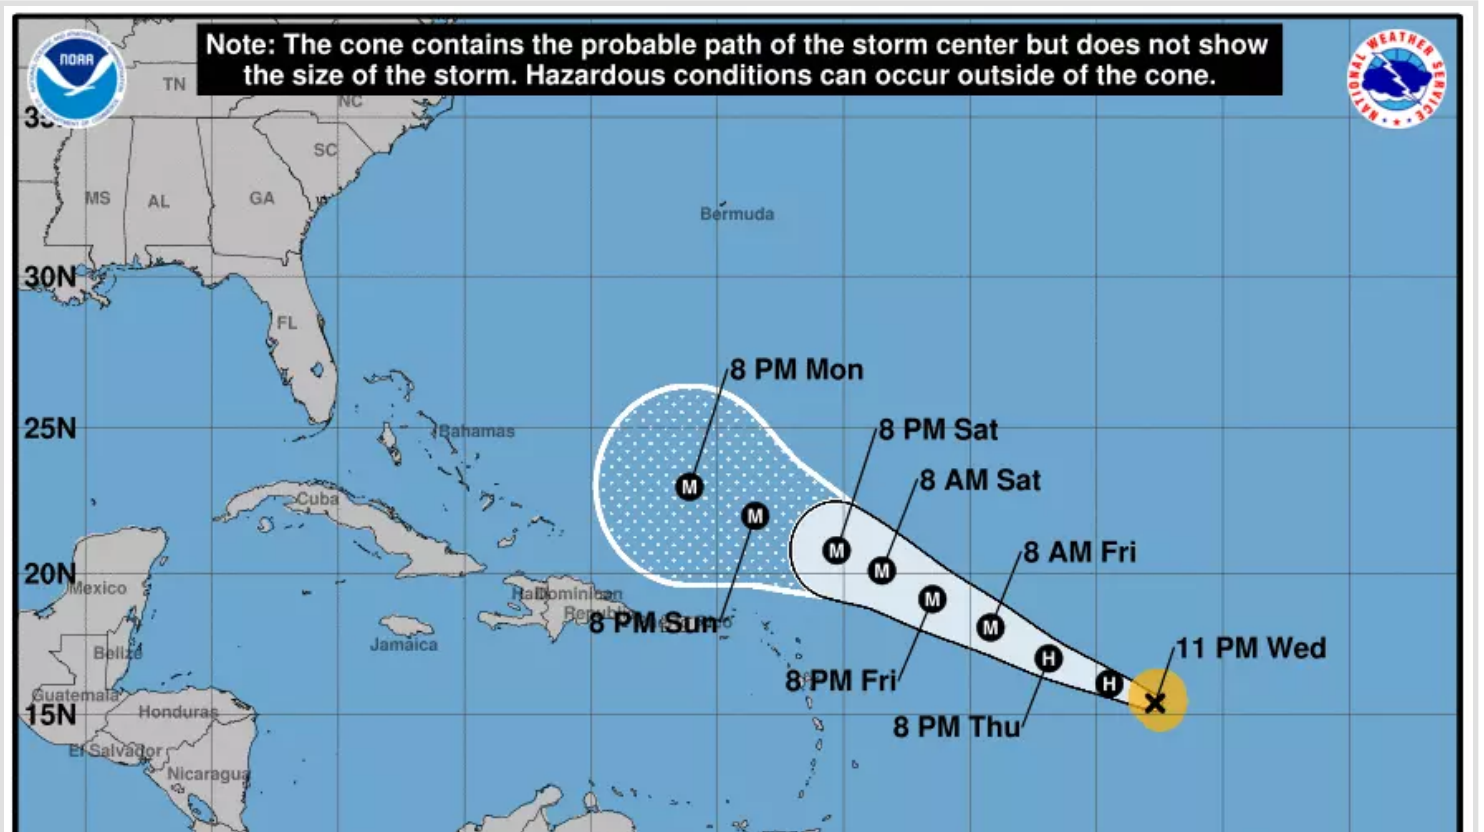 Note: The cone contains the probable path of the storm center but does not show
the size of the storm. Hazardous conditions can occur outside of the cone.
NOAA
NATIONAL WEATHER SERVICE
TN
NC
SC
MS
AL
GA
Bermuda
30N
FL
8 PM Mon
25N
Bahamas
8 PM Sat
8 AM Sat
M
Cuba
M
8 AM Fri
M
M
20N
Mexico
Dominican
M
8 PM Sun
M
Jamaica
11 PM Wed
Belize
H
8 PM Fri
H
Guatemala
15N
Honduras
8 PM Thu
El Salvador
Nicaragua